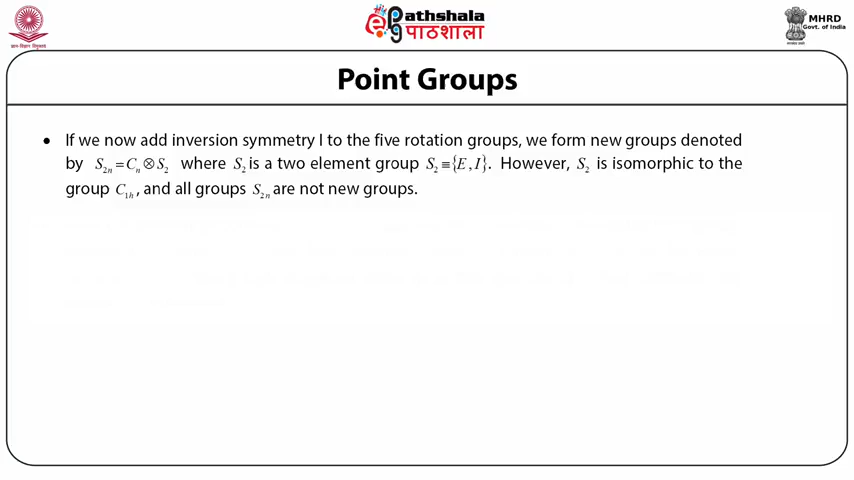 ePathshala
पाठशाला
MHRD
Govt. of India
Point Groups
• If we now add inversion symmetry I to the five rotation groups, we form new groups denoted
by S₂ₙ = Cₙ ⊗ S₂ where S₂ is a two element group S₂ ≡ {E, I}. However, S₂ is isomorphic to the
group C₁ₕ, and all groups S₂ₙ are not new groups.